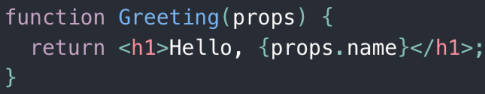 function Greeting(props) {
  return <h1>Hello, {props.name}</h1>;
}